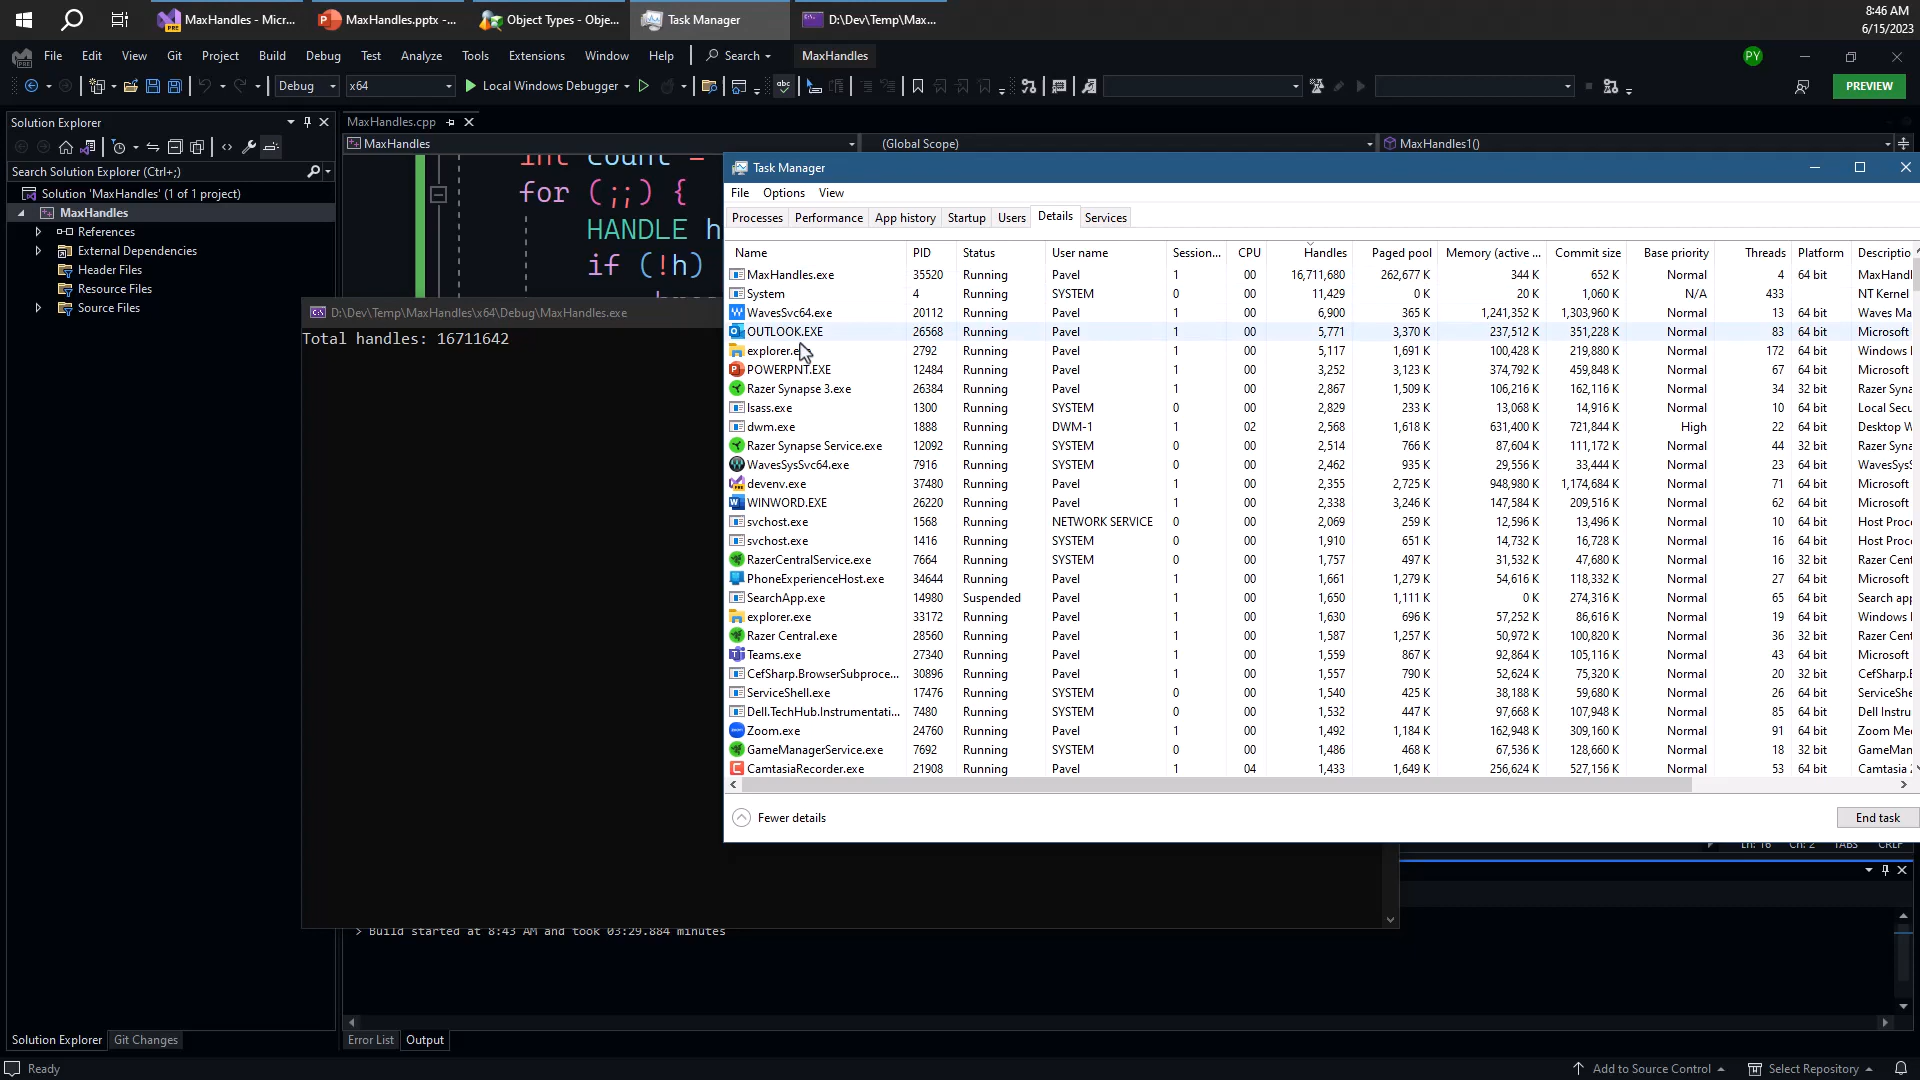 MaxHandles - Micr...
MaxHandles.pptx -...
Object Types - Obje...
Task Manager
D:\Dev\Temp\Max...
8:46 AM
6/15/2023
File Edit View Git Project Build Debug Test Analyze Tools Extensions Window Help Search MaxHandles
PY
Debug x64 Local Windows Debugger PREVIEW
Solution Explorer
Search Solution Explorer (Ctrl+;)
Solution 'MaxHandles' (1 of 1 project)
MaxHandles
References
External Dependencies
Header Files
Resource Files
Source Files
MaxHandles.cpp
MaxHandles (Global Scope) MaxHandles1()
int count =
for (;;) {
HANDLE h
if (!h)
D:\Dev\Temp\MaxHandles\x64\Debug\MaxHandles.exe
Total handles: 16711642
Task Manager
File Options View
Processes Performance App history Startup Users Details Services
Name PID Status User name Session... CPU Handles Paged pool Memory (active ... Commit size Base priority Threads Platform Descriptio
MaxHandles.exe 35520 Running Pavel 1 00 16,711,680 262,677 K 344 K 652 K Normal 4 64 bit MaxHandl
System 4 Running SYSTEM 0 00 11,429 0 K 20 K 1,060 K N/A 433 NT Kernel
WavesSvc64.exe 20112 Running Pavel 1 00 6,900 365 K 1,241,352 K 1,303,960 K Normal 13 64 bit Waves Ma
OUTLOOK.EXE 26568 Running Pavel 1 00 5,771 3,370 K 237,512 K 351,228 K Normal 83 64 bit Microsoft
explorer.e 2792 Running Pavel 1 00 5,117 1,691 K 100,428 K 219,880 K Normal 172 64 bit Windows
POWERPNT.EXE 12484 Running Pavel 1 00 3,252 3,123 K 374,792 K 459,848 K Normal 67 64 bit Microsoft
Razer Synapse 3.exe 26384 Running Pavel 1 00 2,867 1,509 K 106,216 K 162,116 K Normal 34 32 bit Razer Syna
lsass.exe 1300 Running SYSTEM 0 00 2,829 233 K 13,068 K 14,916 K Normal 10 64 bit Local Secu
dwm.exe 1888 Running DWM-1 1 02 2,568 1,618 K 631,400 K 721,844 K High 22 64 bit Desktop W
Razer Synapse Service.exe 12092 Running SYSTEM 0 00 2,514 766 K 87,604 K 111,172 K Normal 44 32 bit Razer Syna
WavesSysSvc64.exe 7916 Running SYSTEM 0 00 2,462 935 K 29,556 K 33,444 K Normal 23 64 bit WavesSysS
devenv.exe 37480 Running Pavel 1 00 2,355 2,725 K 948,980 K 1,174,684 K Normal 71 64 bit Microsoft
WINWORD.EXE 26220 Running Pavel 1 00 2,338 3,246 K 147,584 K 209,516 K Normal 62 64 bit Microsoft
svchost.exe 1568 Running NETWORK SERVICE 0 00 2,069 259 K 12,596 K 13,496 K Normal 10 64 bit Host Proc
svchost.exe 1416 Running SYSTEM 0 00 1,910 651 K 14,732 K 16,728 K Normal 16 64 bit Host Proc
RazerCentralService.exe 7664 Running SYSTEM 0 00 1,757 497 K 31,532 K 47,680 K Normal 16 32 bit Razer Cent
PhoneExperienceHost.exe 34644 Running Pavel 1 00 1,661 1,279 K 54,616 K 118,332 K Normal 27 64 bit Microsoft
SearchApp.exe 14980 Suspended Pavel 1 00 1,650 1,111 K 0 K 274,316 K Normal 65 64 bit Search app
explorer.exe 33172 Running Pavel 1 00 1,630 696 K 57,252 K 86,616 K Normal 19 64 bit Windows
Razer Central.exe 28560 Running Pavel 1 00 1,587 1,257 K 50,972 K 100,820 K Normal 36 32 bit Razer Cent
Teams.exe 27340 Running Pavel 1 00 1,559 867 K 92,864 K 105,116 K Normal 43 64 bit Microsoft
CefSharp.BrowserSubproce... 30896 Running Pavel 1 00 1,557 790 K 52,624 K 75,320 K Normal 20 32 bit CefSharp.B
ServiceShell.exe 17476 Running SYSTEM 0 00 1,540 425 K 38,188 K 59,680 K Normal 26 64 bit ServiceShe
Dell.TechHub.Instrumentati... 7480 Running SYSTEM 0 00 1,532 447 K 97,668 K 107,948 K Normal 85 64 bit Dell Instru
Zoom.exe 24760 Running Pavel 1 00 1,492 1,184 K 162,948 K 309,160 K Normal 91 64 bit Zoom Mee
GameManagerService.exe 7692 Running SYSTEM 0 00 1,486 468 K 67,536 K 128,660 K Normal 18 32 bit GameMan
CamtasiaRecorder.exe 21908 Running Pavel 1 04 1,433 1,649 K 256,624 K 527,156 K Normal 53 64 bit Camtasia
Fewer details End task
Ln: 16 Ch: 2 TABS CRLF
> Build started at 8:43 AM and took 03:29.884 minutes
Solution Explorer Git Changes Error List Output
Ready Add to Source Control Select Repository